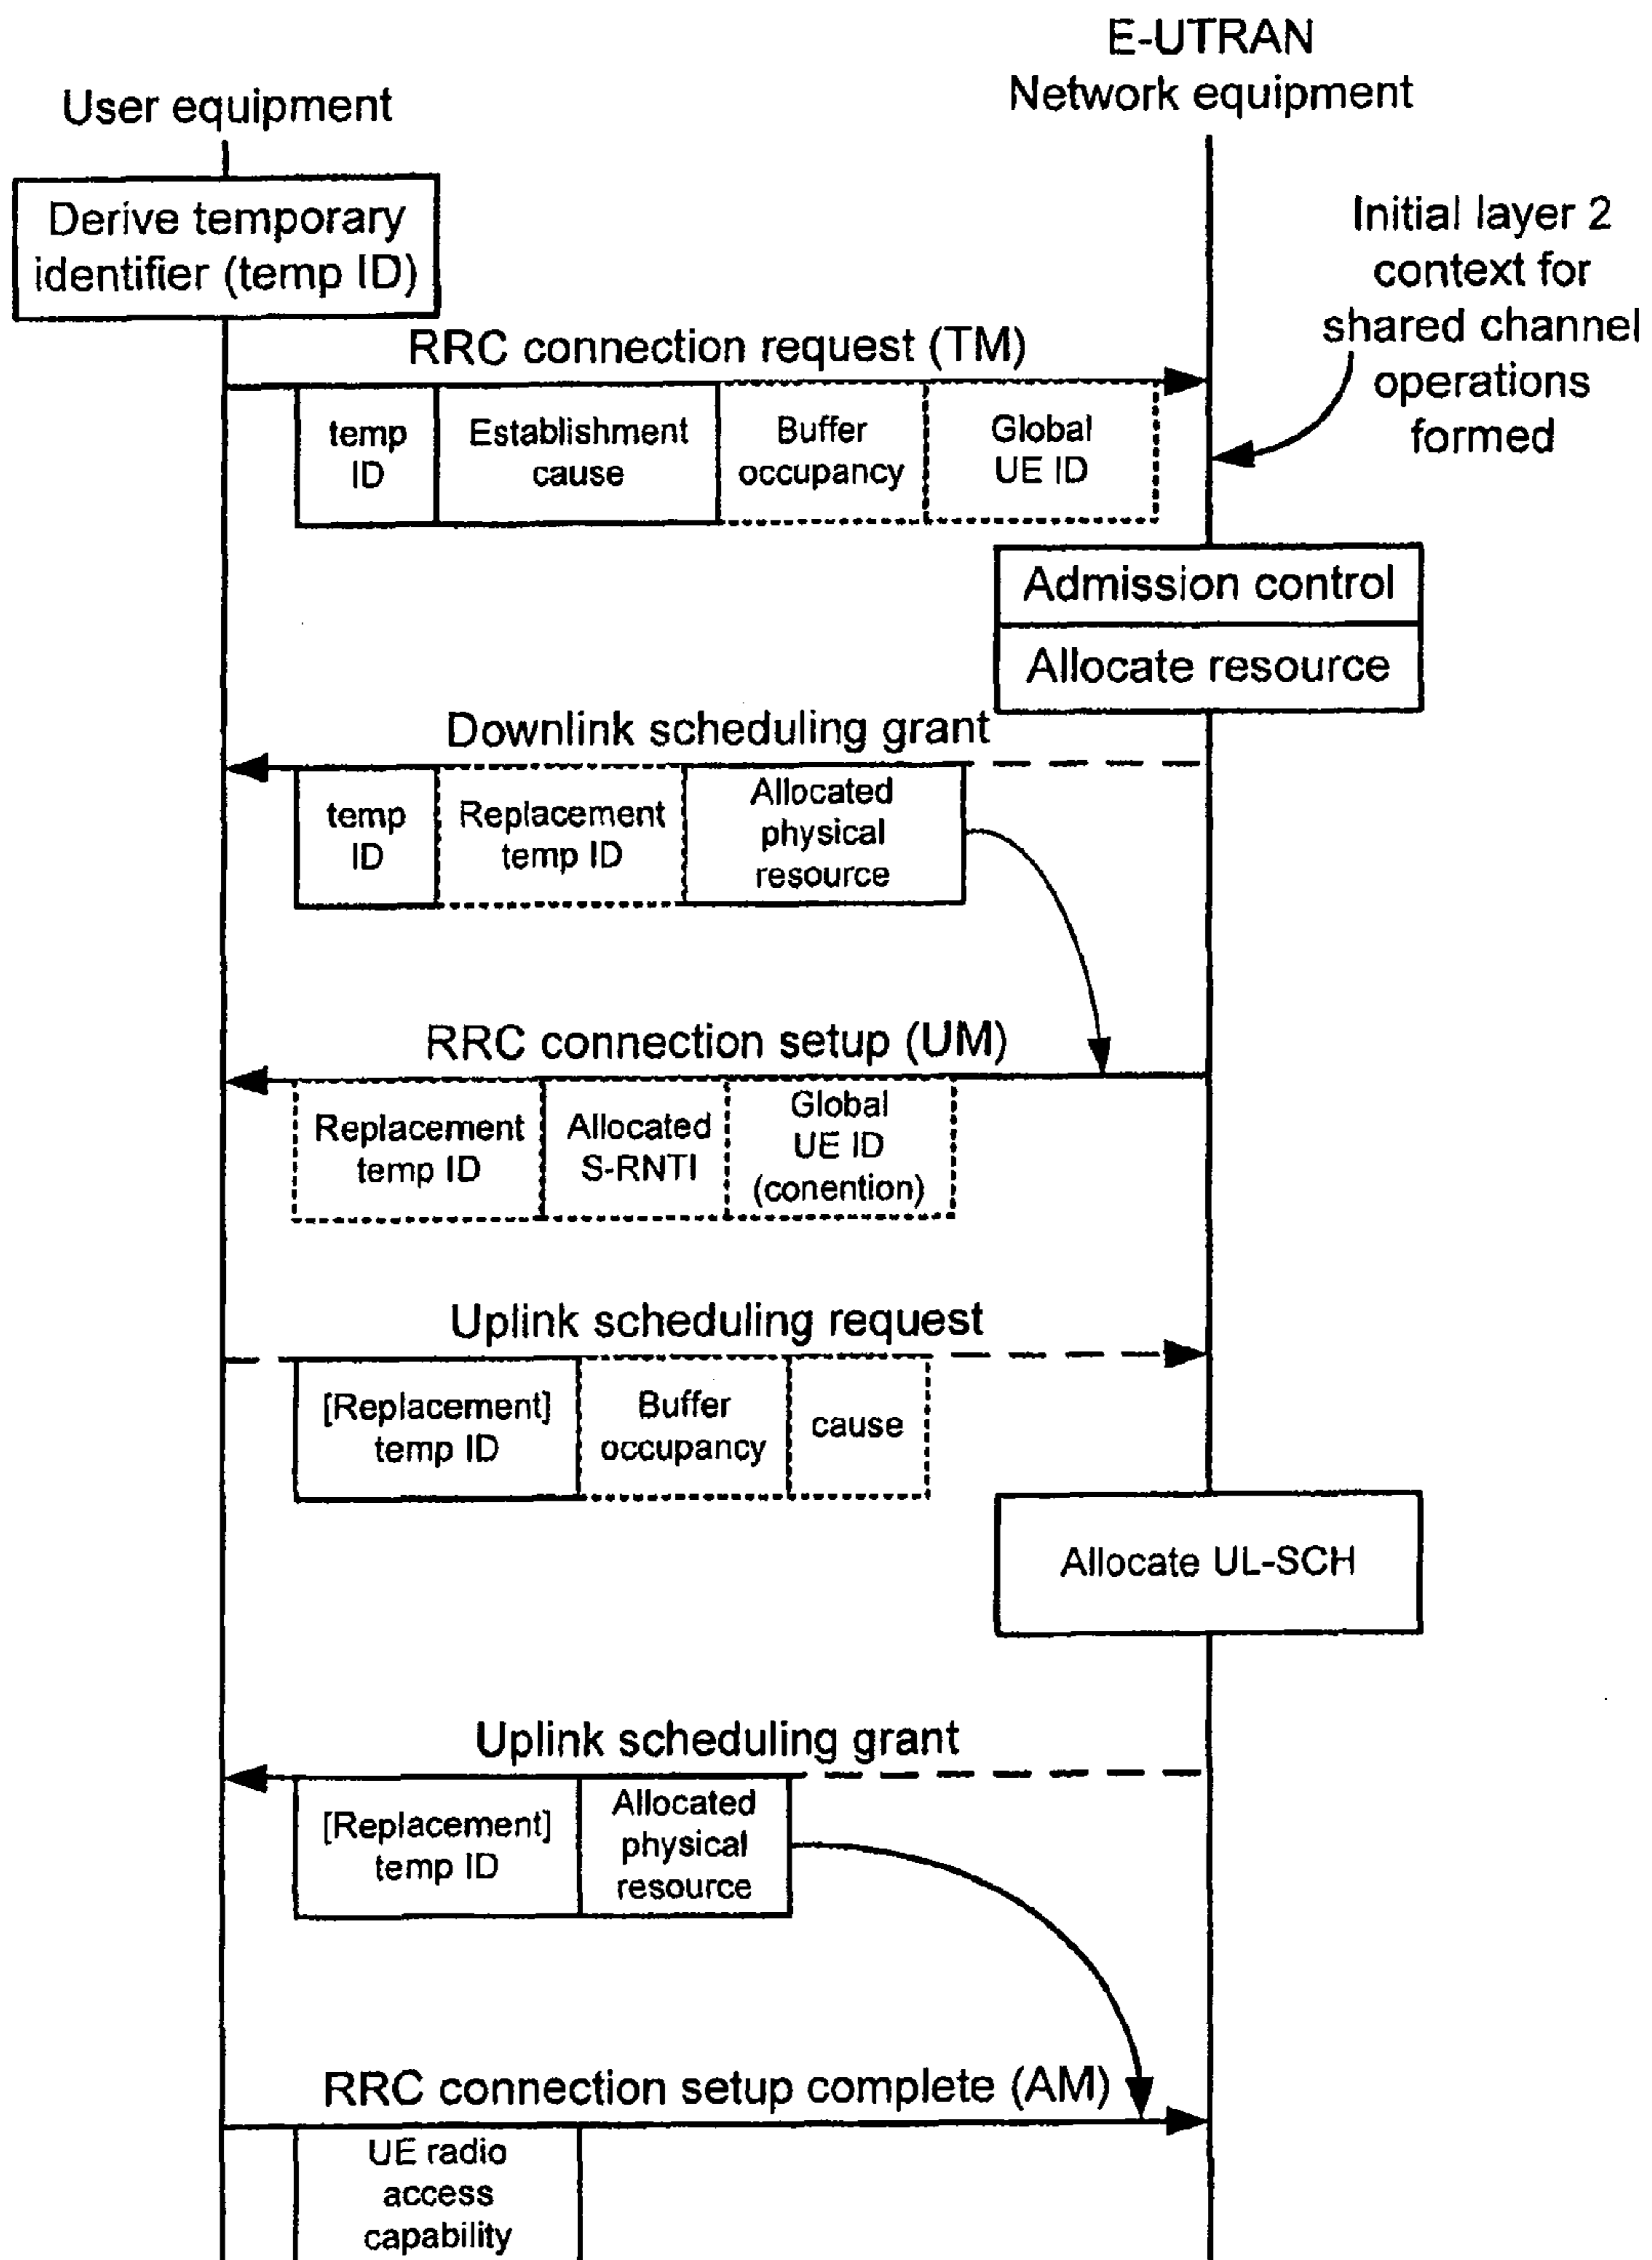 E-UTRAN
Network equipment
User equipment
Derive temporary
identifier (temp ID)
Initial layer 2
context for
shared channel
operations
formed
RRC connection request (TM)
temp
ID
Establishment
cause
Buffer
occupancy
Global
UE ID
Admission control
Allocate resource
Downlink scheduling grant
temp
ID
Replacement
temp ID
Allocated
physical
resource
RRC connection setup (UM)
Replacement
temp ID
Allocated
S-RNTI
Global
UE ID
(conention)
Uplink scheduling request
[Replacement]
temp ID
Buffer
occupancy
cause
Allocate UL-SCH
Uplink scheduling grant
[Replacement]
temp ID
Allocated
physical
resource
RRC connection setup complete (AM)
UE radio
access
capability